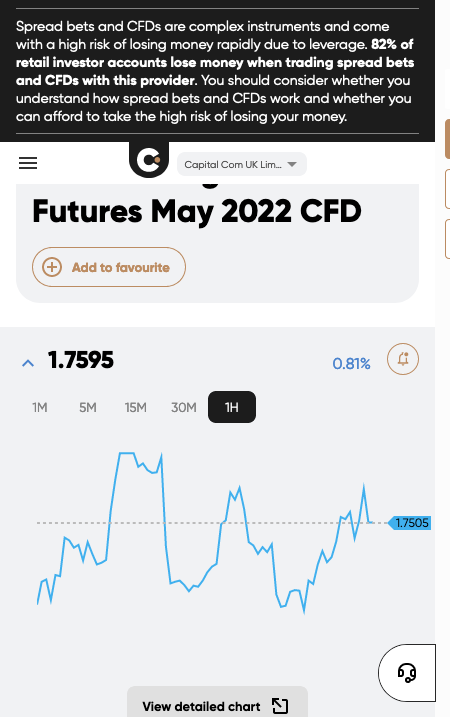 Spread bets and CFDs are complex instruments and come
with a high risk of losing money rapidly due to leverage. 82% of
retail investor accounts lose money when trading spread bets
and CFDs with this provider. You should consider whether you
understand how spread bets and CFDs work and whether you
can afford to take the high risk of losing your money.
Capital Com UK Lim...
Futures May 2022 CFD
Add to favourite
1.7595
0.81%
1M 5M 15M 30M 1H
1.7505
View detailed chart